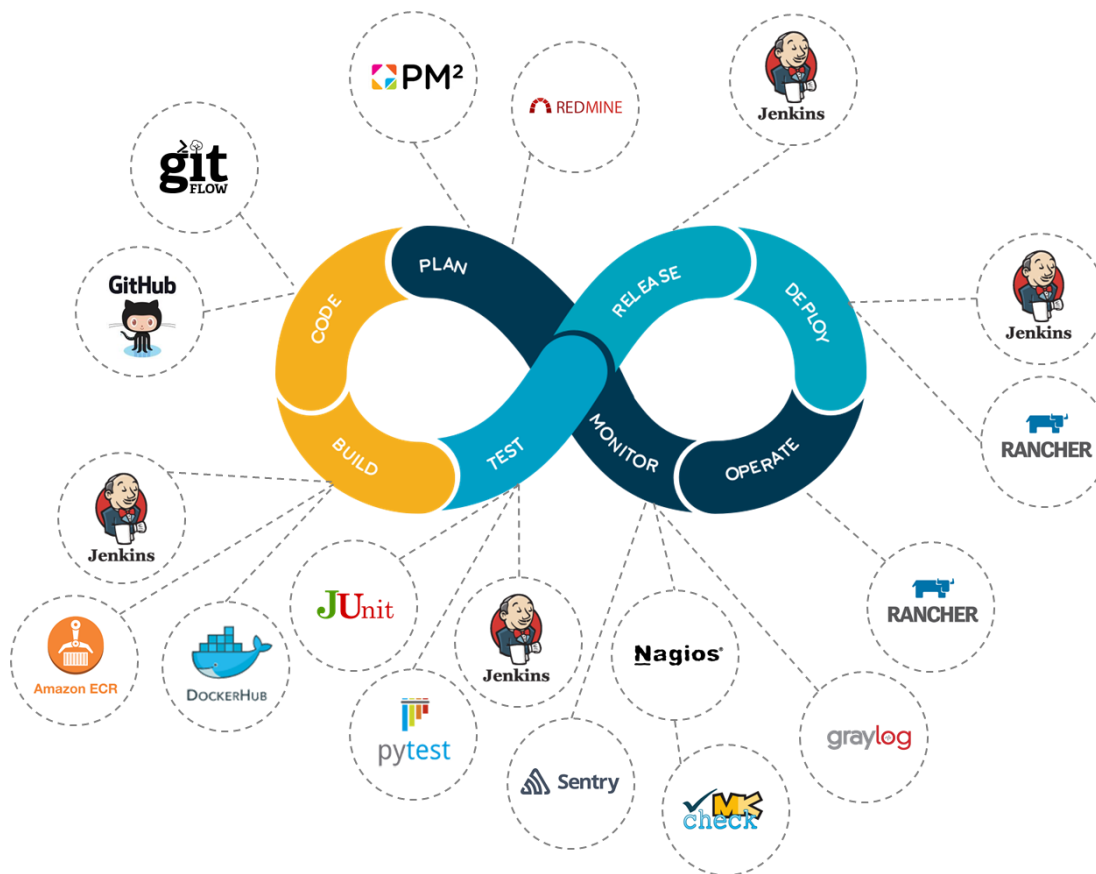 PM²
REDMINE
Jenkins
git
FLOW
GitHub
PLAN
RELEASE
CODE
DEPLOY
Jenkins
RANCHER
BUILD
TEST
MONITOR
OPERATE
Jenkins
JUnit
Jenkins
Nagios®
RANCHER
Amazon ECR
DOCKERHUB
pytest
graylog
Sentry
MK
check